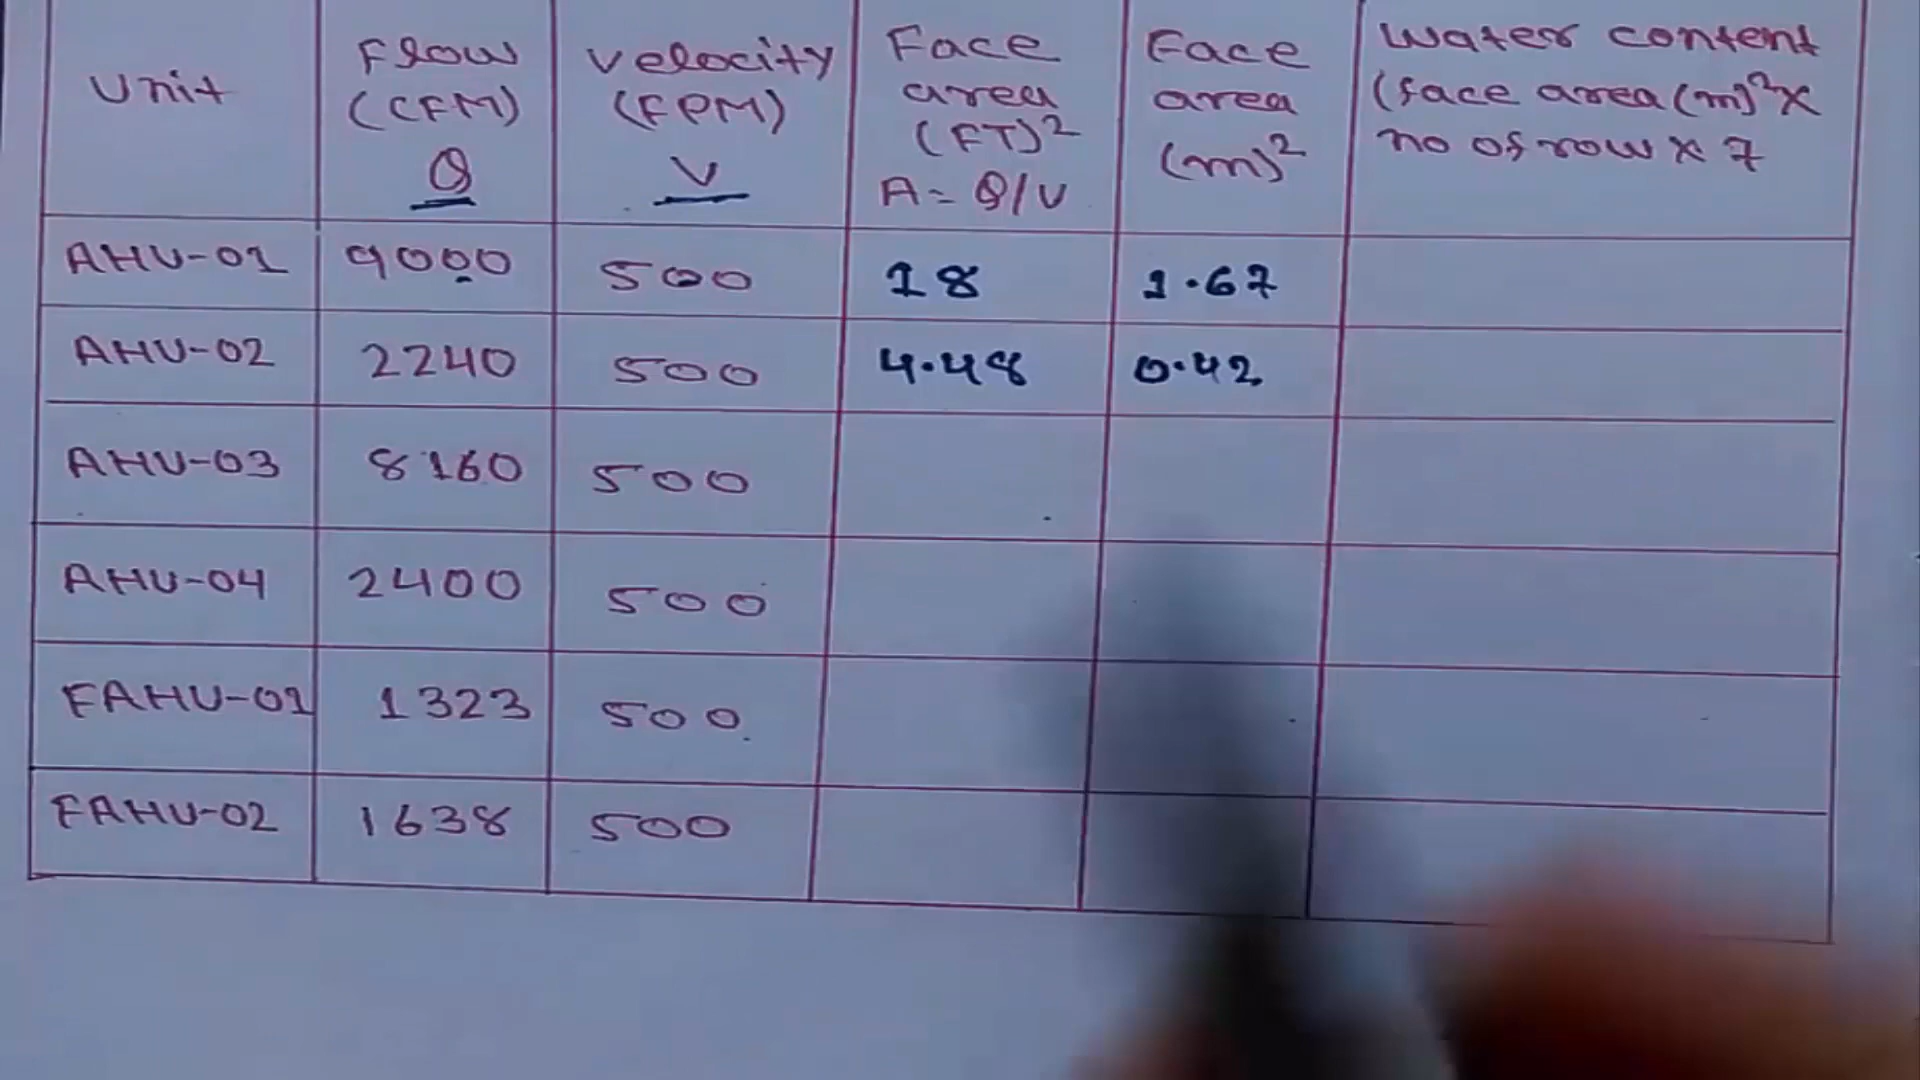 Unit
Flow
(CFM)
Q
Velocity
(FPM)
V
Face
area
(FT)²
A = Q/V
Face
area
(m)²
Water content
(face area (m)² x
no of row x 7
AHU-01 9000 500 18 1.67
AHU-02 2240 500 4.48 0.42
AHU-03 8160 500
AHU-04 2400 500
FAHU-01 1323 500
FAHU-02 1638 500